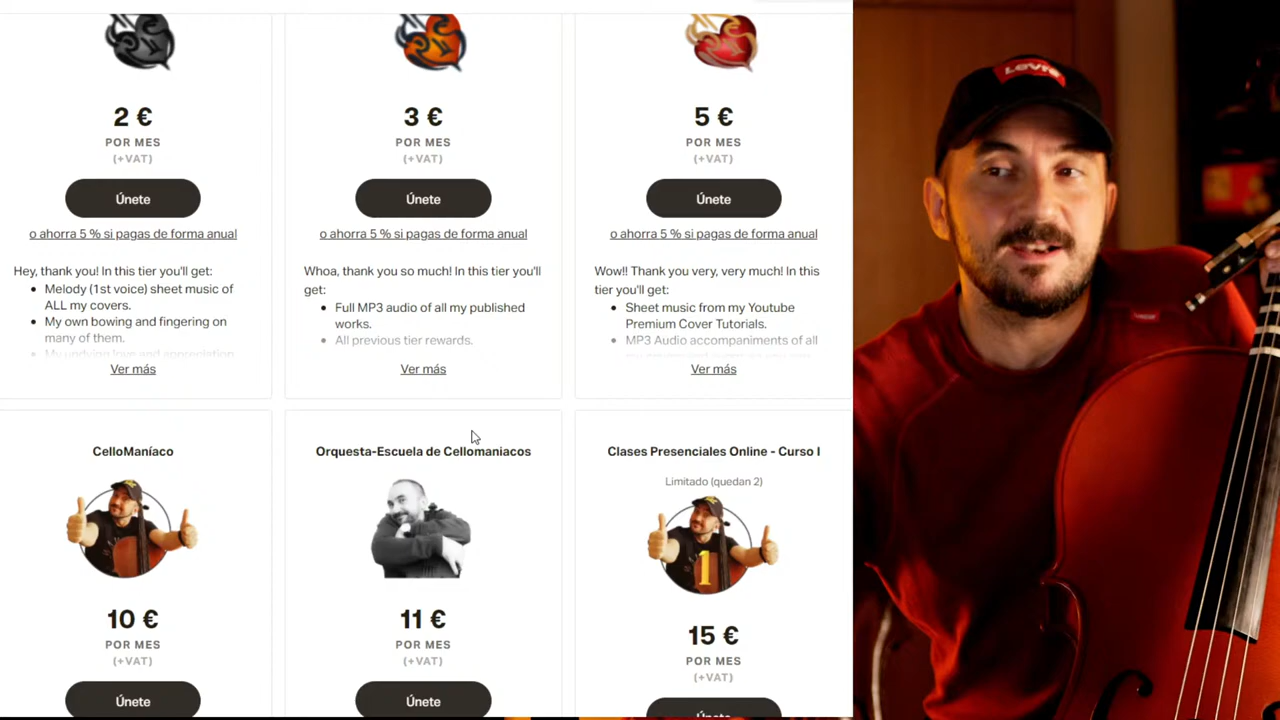 2 €
POR MES
(+VAT)
Únete
o ahorra 5 % si pagas de forma anual
Hey, thank you! In this tier you'll get:
Melody (1st voice) sheet music of
ALL my covers.
My own bowing and fingering on
many of them.
My undying love and appreciation
Ver más
3 €
POR MES
(+VAT)
Únete
o ahorra 5 % si pagas de forma anual
Whoa, thank you so much! In this tier you'll
get:
Full MP3 audio of all my published
works.
All previous tier rewards.
Ver más
5 €
POR MES
(+VAT)
Únete
o ahorra 5 % si pagas de forma anual
Wow!! Thank you very, very much! In this
tier you'll get:
Sheet music from my Youtube
Premium Cover Tutorials.
MP3 Audio accompaniments of all
Ver más
CelloManíaco
10 €
POR MES
(+VAT)
Únete
Orquesta-Escuela de Cellomaniacos
11 €
POR MES
(+VAT)
Únete
Clases Presenciales Online - Curso I
Limitado (quedan 2)
1
15 €
POR MES
(+VAT)
Únete